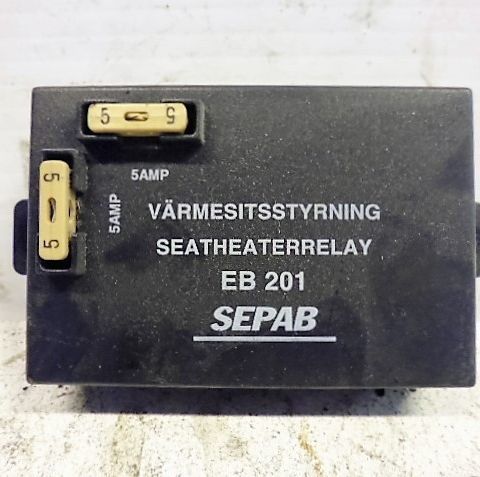 5 5
5
5
5AMP
5AMP
VÄRMESITSSTYRNING
SEATHEATERRELAY
EB 201
SEPAB